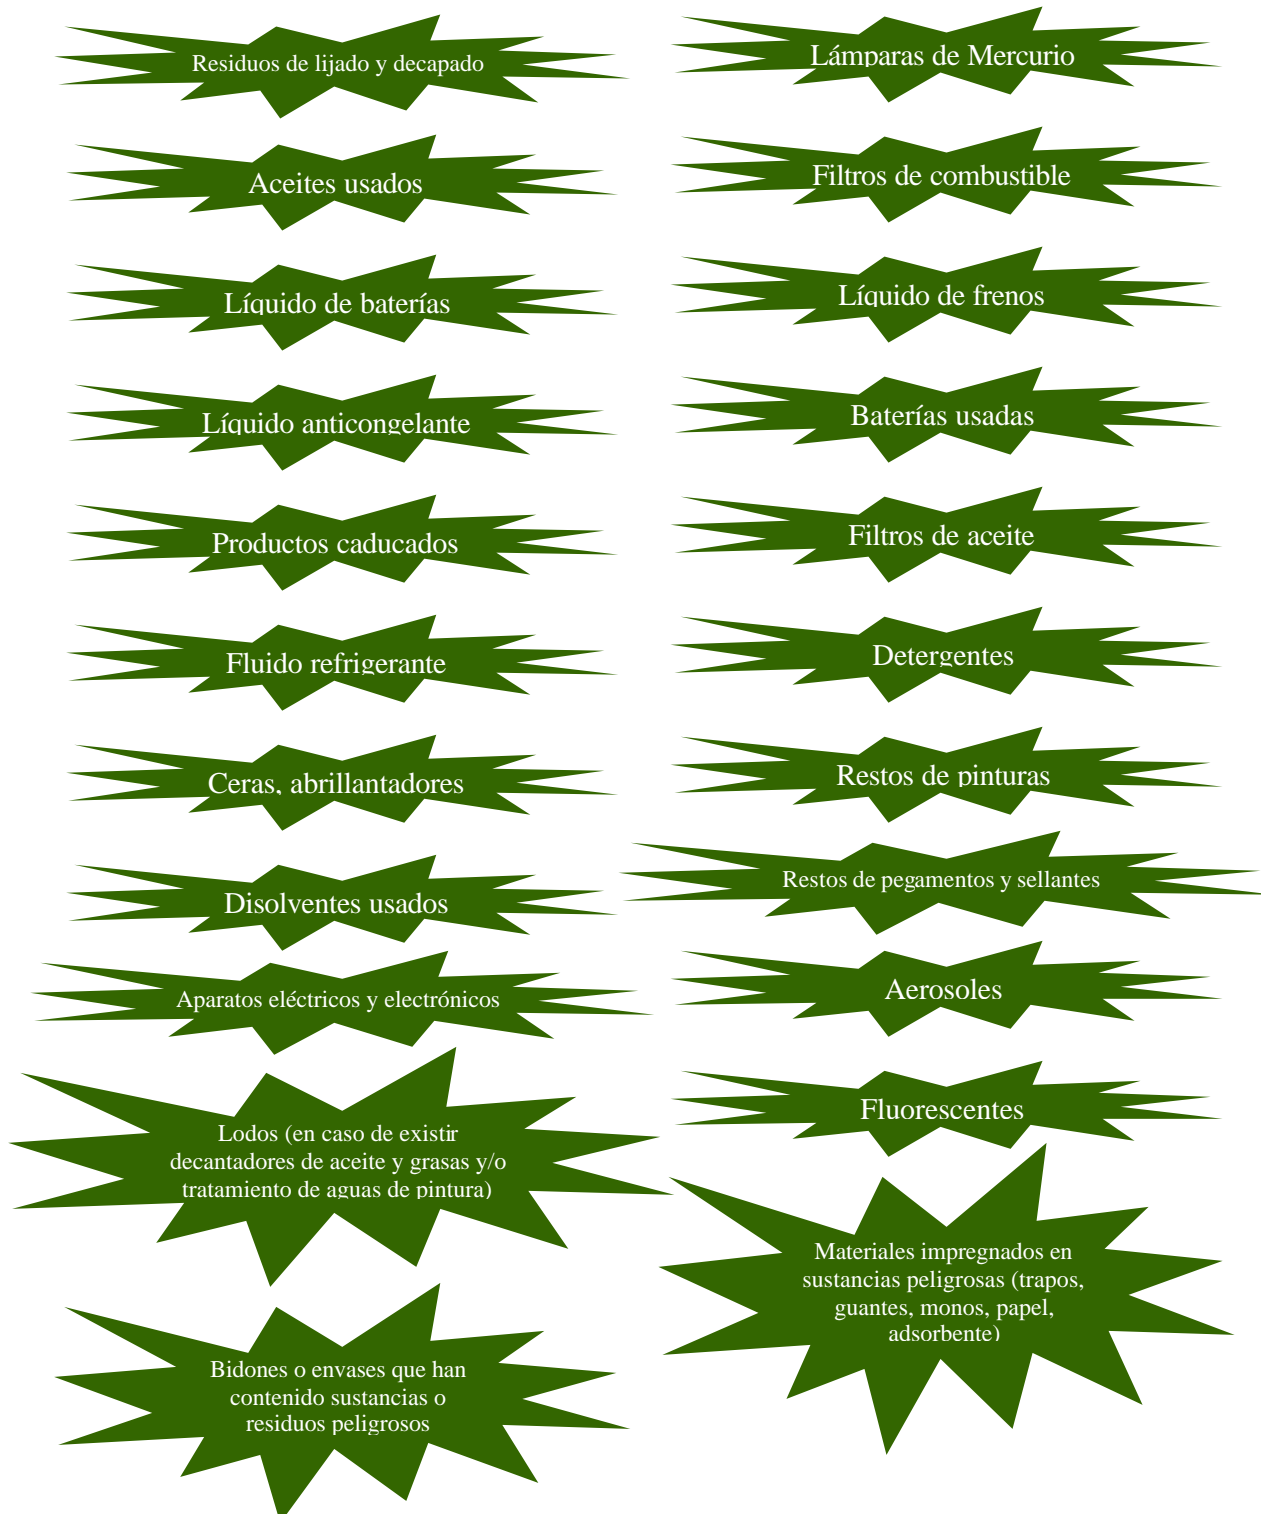 Residuos de lijado y decapado
Lámparas de Mercurio
Aceites usados
Filtros de combustible
Líquido de baterías
Líquido de frenos
Líquido anticongelante
Baterías usadas
Productos caducados
Filtros de aceite
Fluido refrigerante
Detergentes
Ceras, abrillantadores
Restos de pinturas
Disolventes usados
Restos de pegamentos y sellantes
Aparatos eléctricos y electrónicos
Aerosoles
Lodos (en caso de existir
decantadores de aceite y grasas y/o
tratamiento de aguas de pintura)
Fluorescentes
Materiales impregnados en
sustancias peligrosas (trapos,
guantes, monos, papel,
adsorbente)
Bidones o envases que han
contenido sustancias o
residuos peligrosos